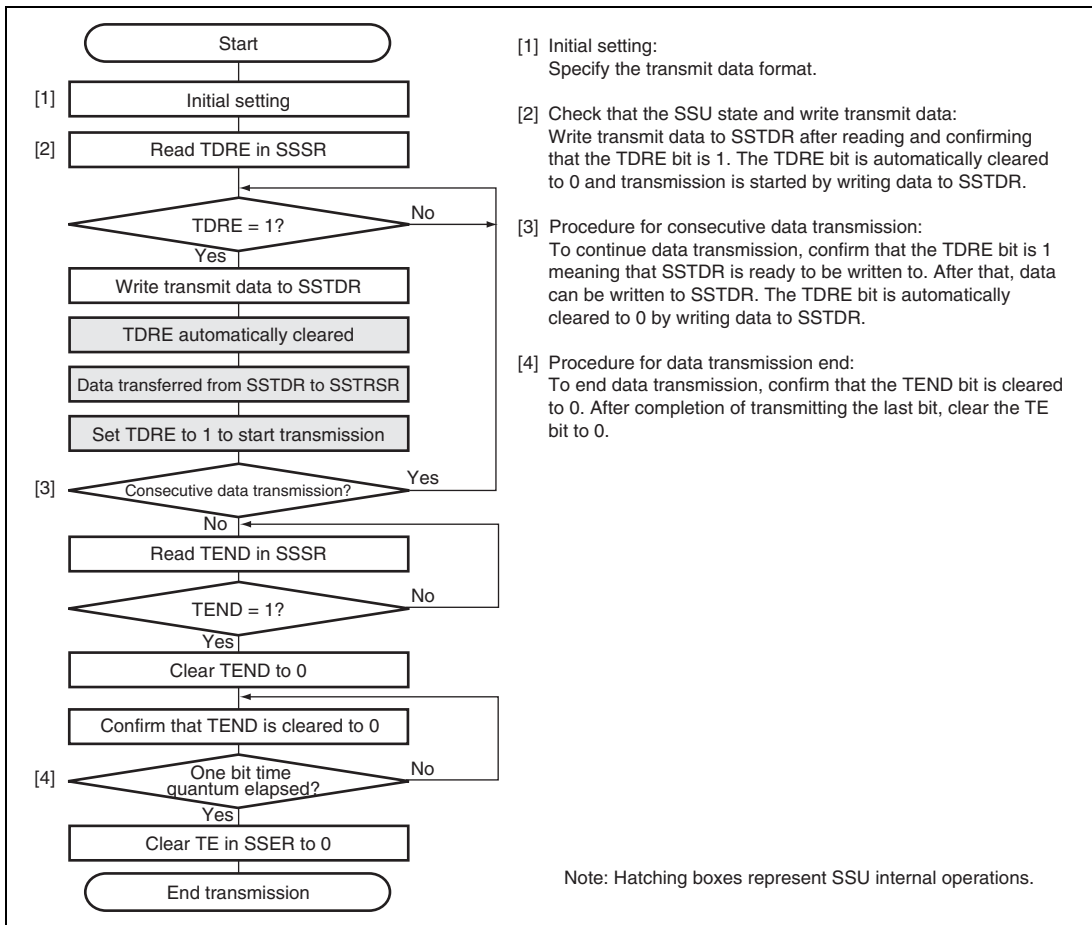 Start
[1] Initial setting
[2] Read TDRE in SSSR
TDRE = 1?
No
Yes
Write transmit data to SSTDR
TDRE automatically cleared
Data transferred from SSTDR to SSTRSR
Set TDRE to 1 to start transmission
[3] Consecutive data transmission?
Yes
No
Read TEND in SSSR
TEND = 1?
No
Yes
Clear TEND to 0
Confirm that TEND is cleared to 0
[4] One bit time
quantum elapsed?
No
Yes
Clear TE in SSER to 0
End transmission
[1] Initial setting:
Specify the transmit data format.
[2] Check that the SSU state and write transmit data:
Write transmit data to SSTDR after reading and confirming
that the TDRE bit is 1. The TDRE bit is automatically cleared
to 0 and transmission is started by writing data to SSTDR.
[3] Procedure for consecutive data transmission:
To continue data transmission, confirm that the TDRE bit is 1
meaning that SSTDR is ready to be written to. After that, data
can be written to SSTDR. The TDRE bit is automatically
cleared to 0 by writing data to SSTDR.
[4] Procedure for data transmission end:
To end data transmission, confirm that the TEND bit is cleared
to 0. After completion of transmitting the last bit, clear the TE
bit to 0.
Note: Hatching boxes represent SSU internal operations.